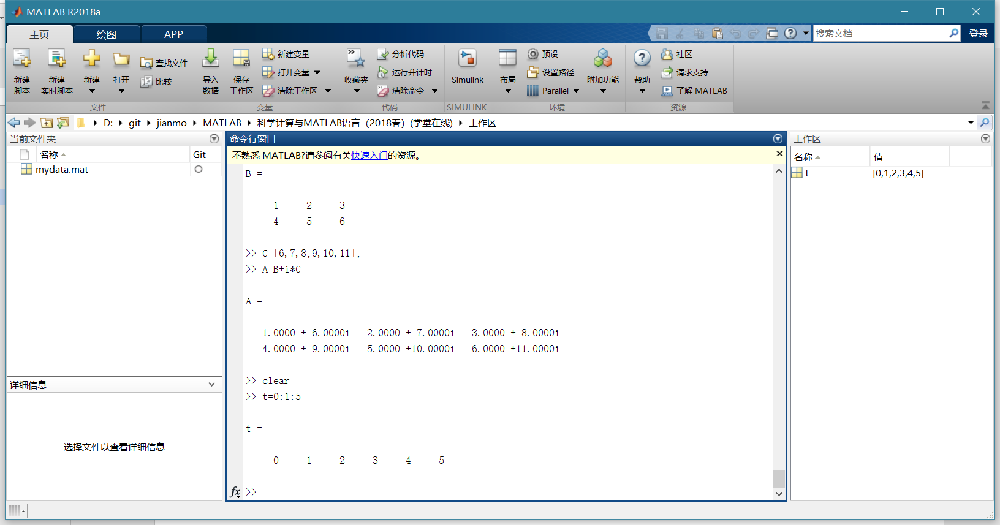 MATLAB R2018a
主页
绘图
APP
搜索文档
登录
新建
脚本
新建
实时脚本
新建
打开
查找文件
比较
文件
导入
数据
保存
工作区
新建变量
打开变量
清除工作区
变量
收藏夹
分析代码
运行并计时
清除命令
代码
Simulink
SIMULINK
布局
预设
设置路径
Parallel
附加功能
环境
帮助
社区
请求支持
了解 MATLAB
资源
D: git jianmo MATLAB 科学计算与MATLAB语言（2018春）(学堂在线) 工作区
当前文件夹
名称 Git
mydata.mat
详细信息
选择文件以查看详细信息
命令行窗口
不熟悉 MATLAB?请参阅有关快速入门的资源。
B =
1 2 3
4 5 6
>> C=[6,7,8;9,10,11];
>> A=B+i*C
A =
1.0000 + 6.0000i 2.0000 + 7.0000i 3.0000 + 8.0000i
4.0000 + 9.0000i 5.0000 +10.0000i 6.0000 +11.0000i
>> clear
>> t=0:1:5
t =
0 1 2 3 4 5
fx >>
工作区
名称 值
t [0,1,2,3,4,5]